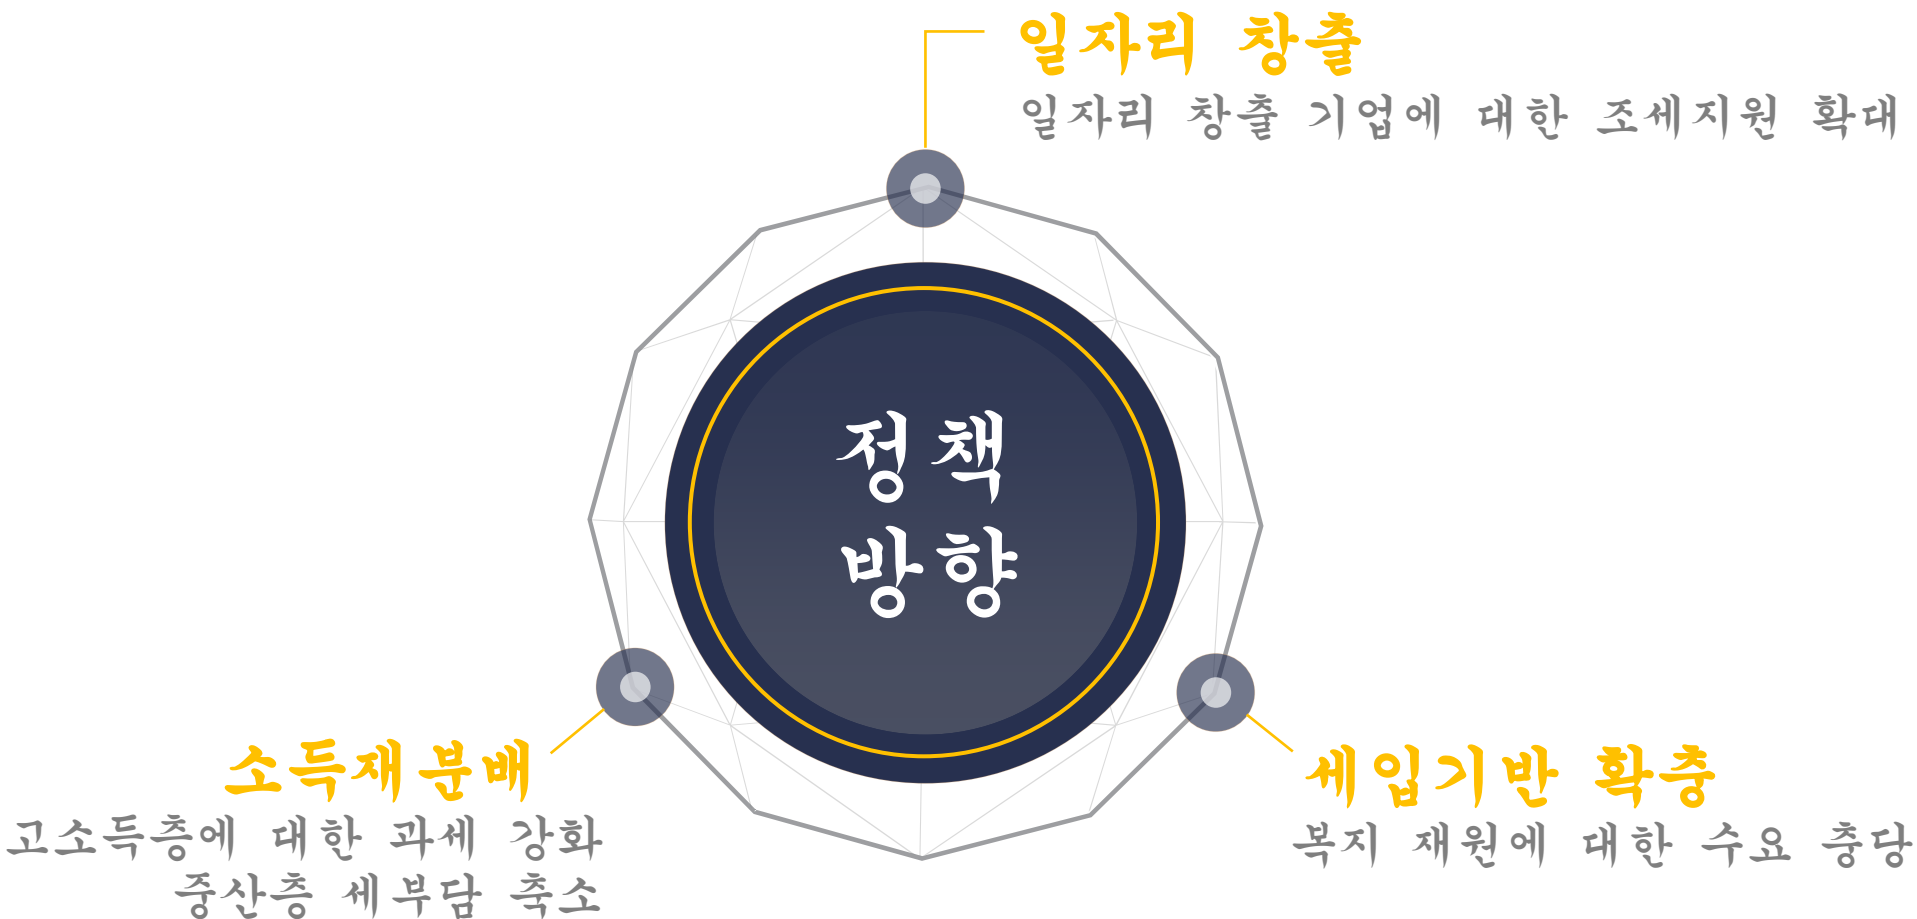 일자리 창출
일자리 창출 기업에 대한 조세지원 확대
정책
방향
소득재분배
고소득층에 대한 과세 강화
중산층 세부담 축소
세입기반 확충
복지 재원에 대한 수요 충당